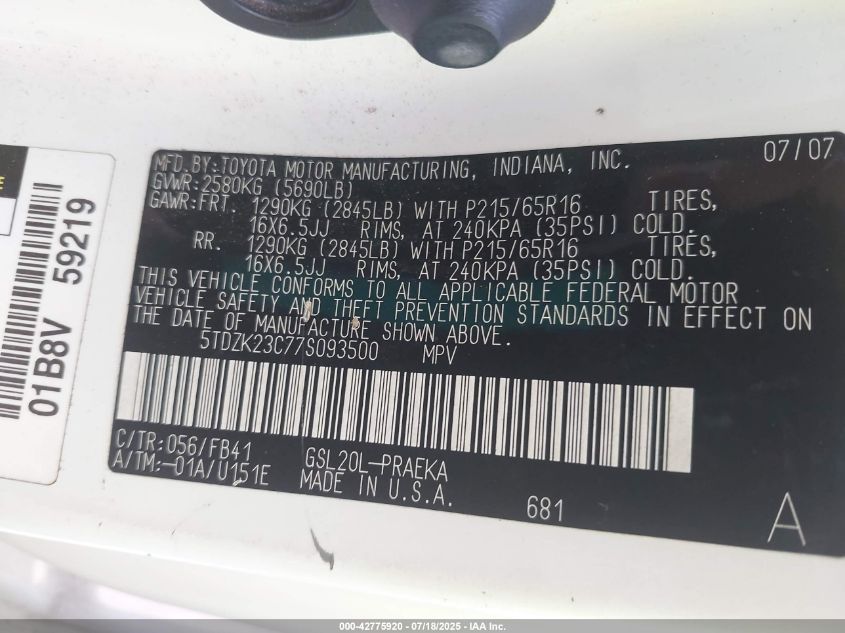 MFD. BY: TOYOTA MOTOR MANUFACTURING, INDIANA, INC. 07/07
GVWR: 2580KG (5690LB)
GAWR: FRT. 1290KG (2845LB) WITH P215/65R16 TIRES,
16X6.5JJ RIMS, AT 240KPA (35PSI) COLD.
RR. 1290KG (2845LB) WITH P215/65R16 TIRES,
16X6.5JJ RIMS, AT 240KPA (35PSI) COLD.
THIS VEHICLE CONFORMS TO ALL APPLICABLE FEDERAL MOTOR
VEHICLE SAFETY AND THEFT PREVENTION STANDARDS IN EFFECT ON
THE DATE OF MANUFACTURE SHOWN ABOVE.
5TDZK23C77S093500 MPV
C/TR: 056/FB41 GSL20L-PRAEKA
A/TM: -01A/U151E MADE IN U.S.A.
681
A
01B8V 59219
000-42775920 - 07/18/2025 - IAA Inc.